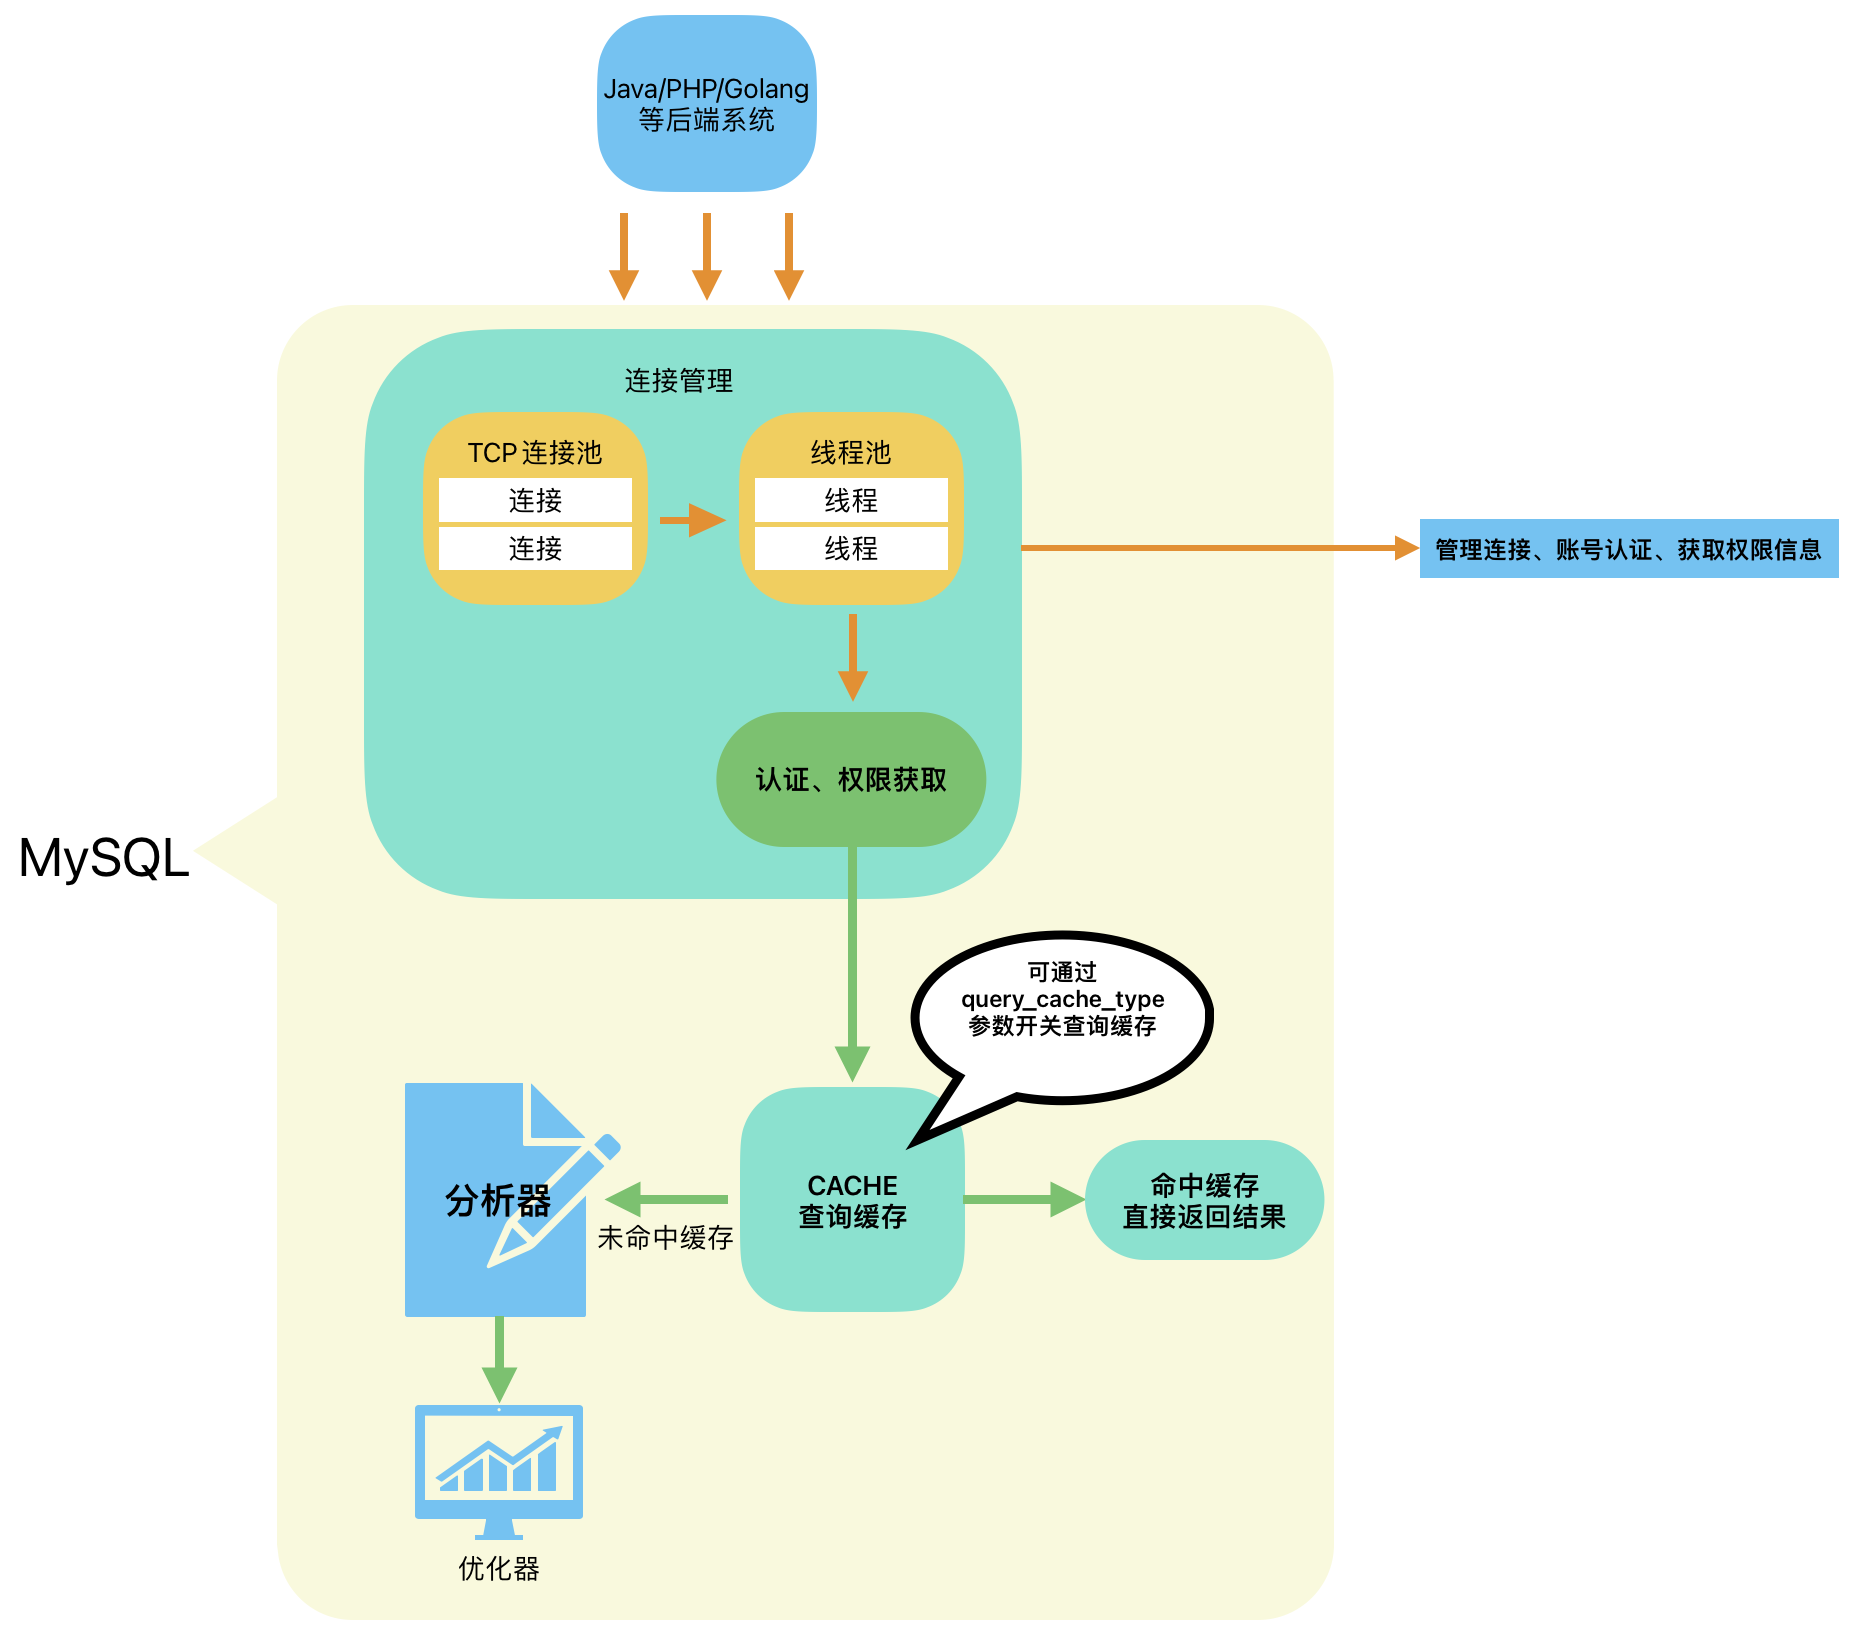 Java/PHP/Golang
等后端系统
连接管理
TCP 连接池
连接
连接
线程池
线程
线程
管理连接、账号认证、获取权限信息
认证、权限获取
MySQL
可通过
query_cache_type
参数开关查询缓存
分析器
未命中缓存
CACHE
查询缓存
命中缓存
直接返回结果
优化器